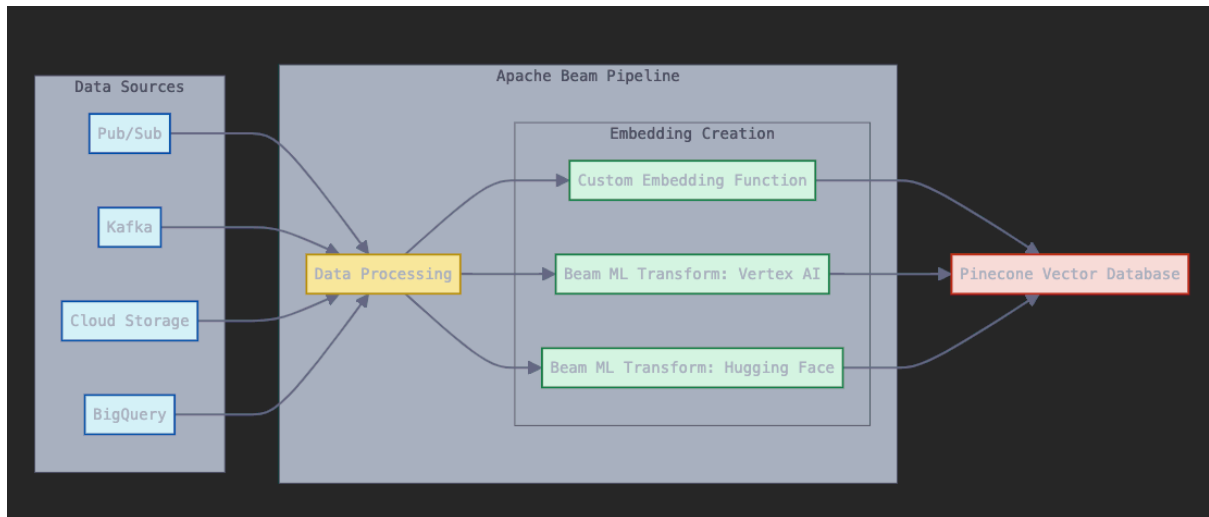 Data Sources
Pub/Sub
Kafka
Cloud Storage
BigQuery
Apache Beam Pipeline
Data Processing
Embedding Creation
Custom Embedding Function
Beam ML Transform: Vertex AI
Beam ML Transform: Hugging Face
Pinecone Vector Database